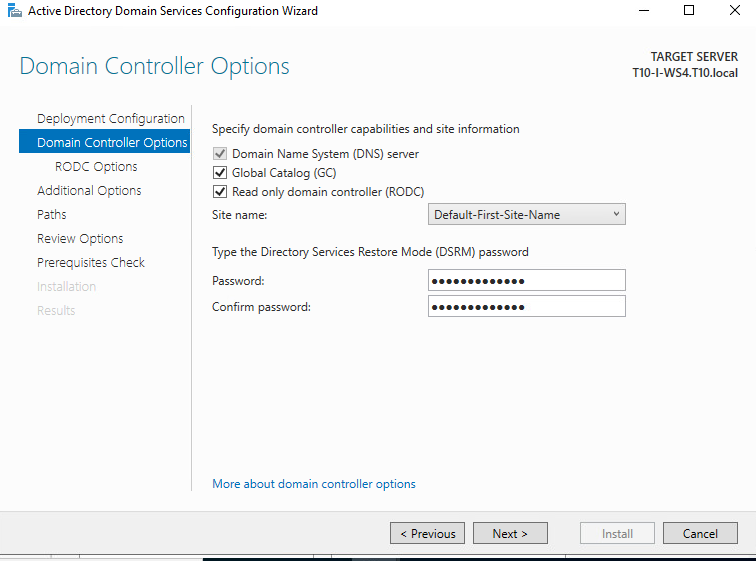 Active Directory Domain Services Configuration Wizard
Domain Controller Options
TARGET SERVER
T10-I-WS4.T10.local
Deployment Configuration
Domain Controller Options
RODC Options
Additional Options
Paths
Review Options
Prerequisites Check
Installation
Results
Specify domain controller capabilities and site information
Domain Name System (DNS) server
Global Catalog (GC)
Read only domain controller (RODC)
Site name:
Default-First-Site-Name
Type the Directory Services Restore Mode (DSRM) password
Password:
●●●●●●●●●●●●●
Confirm password:
●●●●●●●●●●●●●
More about domain controller options
< Previous
Next >
Install
Cancel